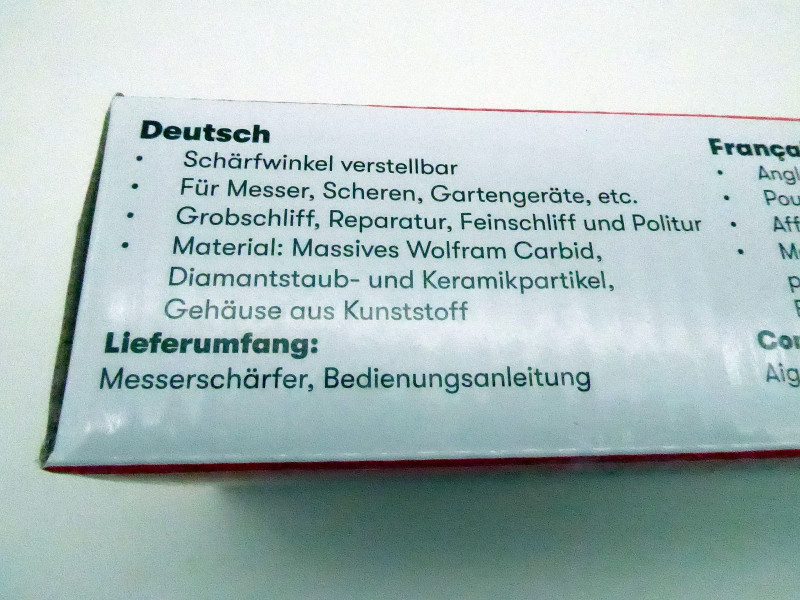 Deutsch
• Schärfwinkel verstellbar
• Für Messer, Scheren, Gartengeräte, etc.
• Grobschliff, Reparatur, Feinschliff und Politur
• Material: Massives Wolfram Carbid,
Diamantstaub- und Keramikpartikel,
Gehäuse aus Kunststoff
Lieferumfang:
Messerschärfer, Bedienungsanleitung